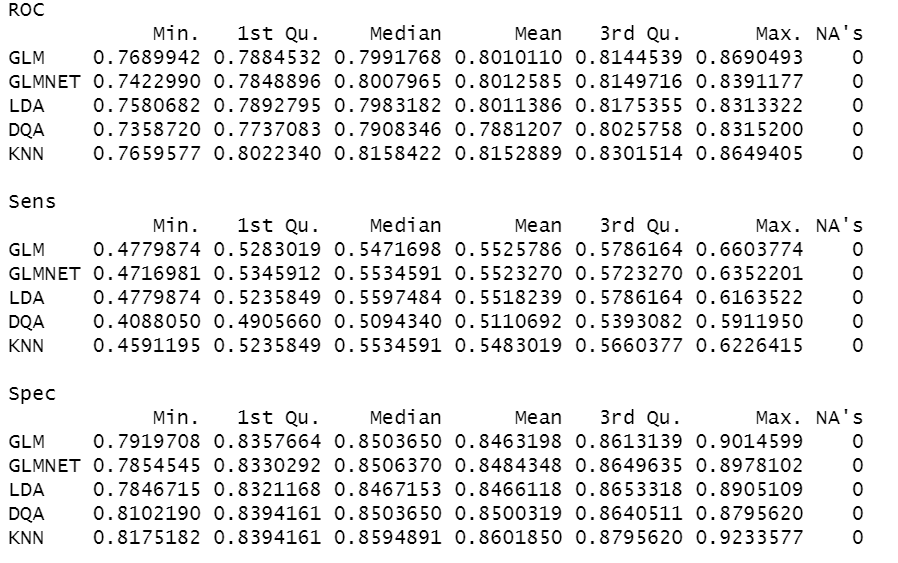 ROC
Min. 1st Qu. Median Mean 3rd Qu. Max. NA's
GLM 0.7689942 0.7884532 0.7991768 0.8010110 0.8144539 0.8690493 0
GLMNET 0.7422990 0.7848896 0.8007965 0.8012585 0.8149716 0.8391177 0
LDA 0.7580682 0.7892795 0.7983182 0.8011386 0.8175355 0.8313322 0
DQA 0.7358720 0.7737083 0.7908346 0.7881207 0.8025758 0.8315200 0
KNN 0.7659577 0.8022340 0.8158422 0.8152889 0.8301514 0.8649405 0
Sens
Min. 1st Qu. Median Mean 3rd Qu. Max. NA's
GLM 0.4779874 0.5283019 0.5471698 0.5525786 0.5786164 0.6603774 0
GLMNET 0.4716981 0.5345912 0.5534591 0.5523270 0.5723270 0.6352201 0
LDA 0.4779874 0.5235849 0.5597484 0.5518239 0.5786164 0.6163522 0
DQA 0.4088050 0.4905660 0.5094340 0.5110692 0.5393082 0.5911950 0
KNN 0.4591195 0.5235849 0.5534591 0.5483019 0.5660377 0.6226415 0
Spec
Min. 1st Qu. Median Mean 3rd Qu. Max. NA's
GLM 0.7919708 0.8357664 0.8503650 0.8463198 0.8613139 0.9014599 0
GLMNET 0.7854545 0.8330292 0.8506370 0.8484348 0.8649635 0.8978102 0
LDA 0.7846715 0.8321168 0.8467153 0.8466118 0.8653318 0.8905109 0
DQA 0.8102190 0.8394161 0.8503650 0.8500319 0.8640511 0.8795620 0
KNN 0.8175182 0.8394161 0.8594891 0.8601850 0.8795620 0.9233577 0